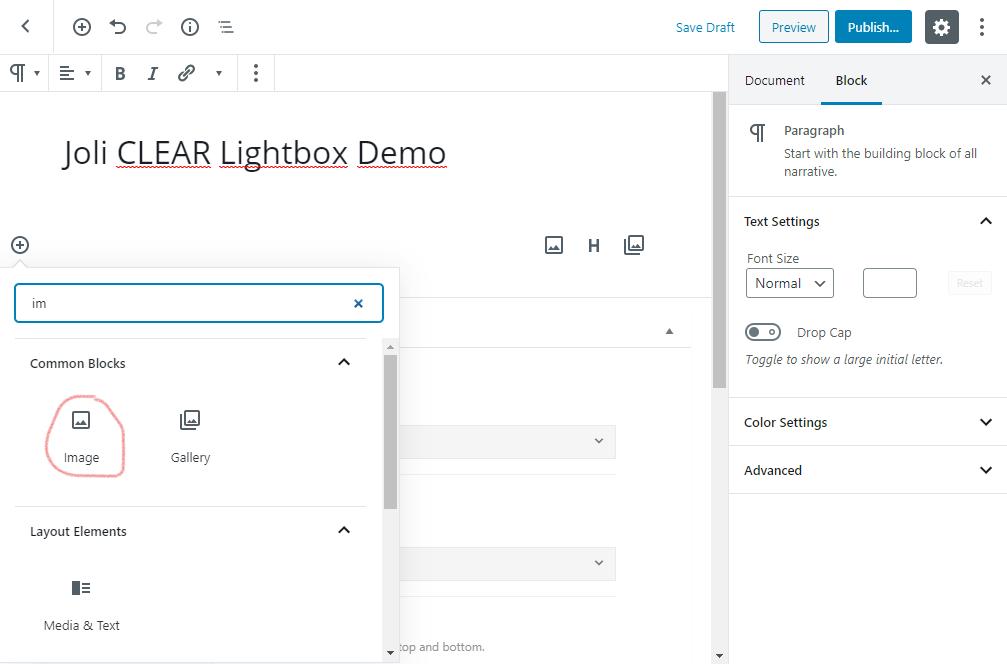 Save Draft
Preview
Publish...
B I
Document
Block
Joli CLEAR Lightbox Demo
H
im
Common Blocks
Image
Gallery
Layout Elements
Media & Text
top and bottom.
Paragraph
Start with the building block of all
narrative.
Text Settings
Font Size
Normal
Reset
Drop Cap
Toggle to show a large initial letter.
Color Settings
Advanced